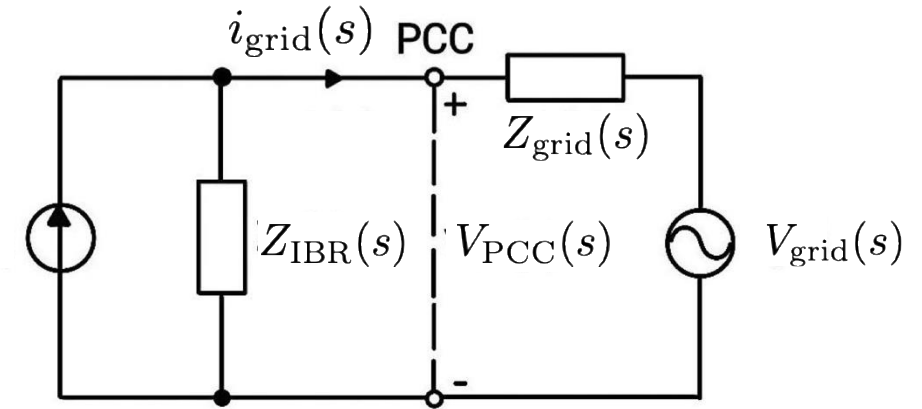 i_grid(s) PCC
+
Z_grid(s)
Z_IBR(s) V_PCC(s) V_grid(s)
-